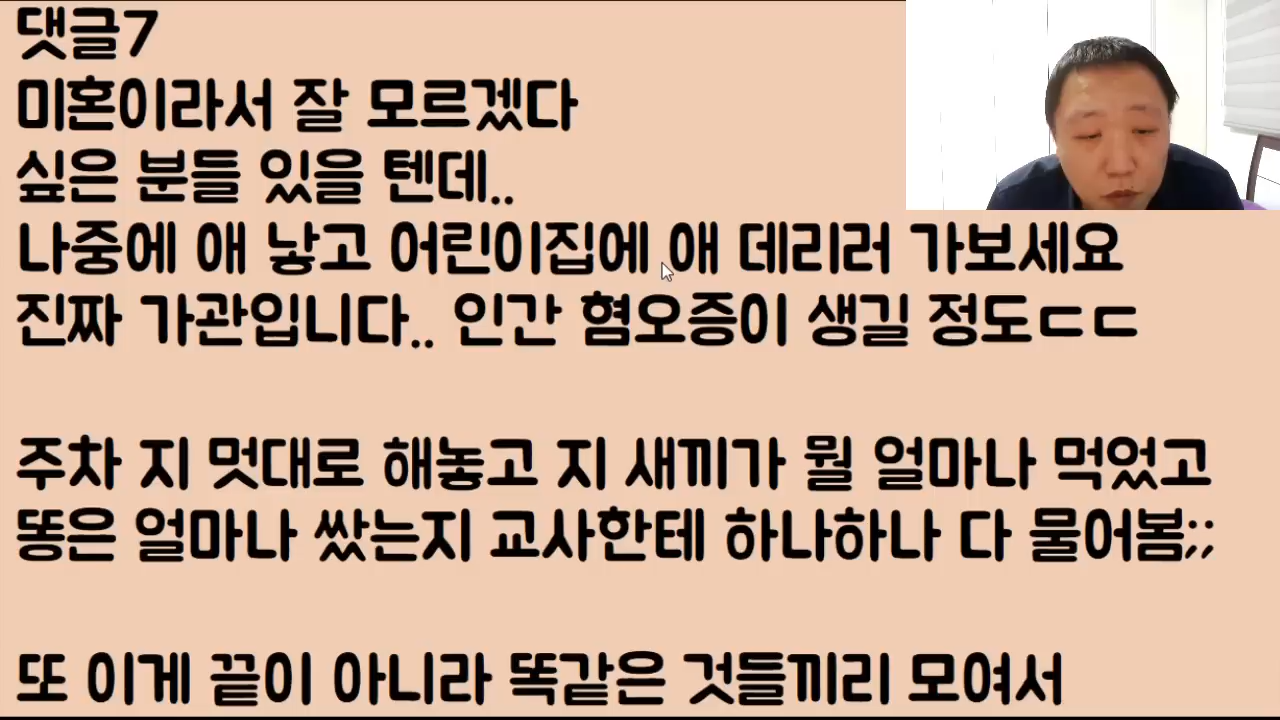 댓글7
미혼이라서 잘 모르겠다
싶은 분들 있을 텐데..
나중에 애 낳고 어린이집에 애 데리러 가보세요
진짜 가관입니다.. 인간 혐오증이 생길 정도ㄷㄷ
주차 지 멋대로 해놓고 지 새끼가 뭘 얼마나 먹었고
똥은 얼마나 쌌는지 교사한테 하나하나 다 물어봄;;
또 이게 끝이 아니라 똑같은 것들끼리 모여서